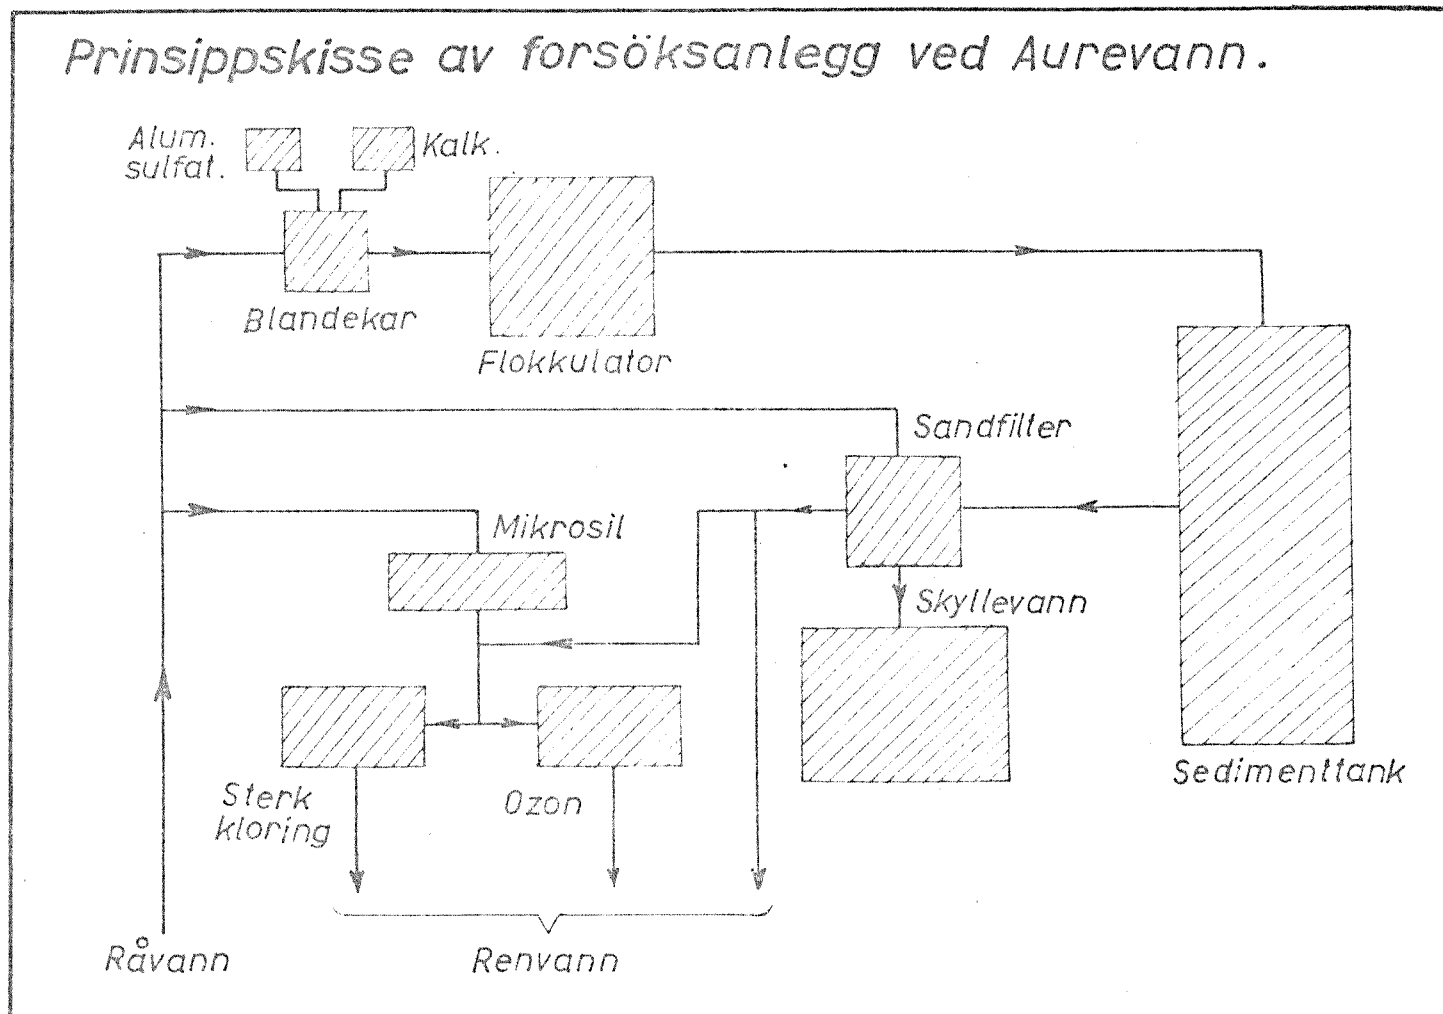 Prinsippskisse av forsöksanlegg ved Aurevann.
Alum.
sulfat.
Kalk.
Blandekar
Flokkulator
Sandfilter
Mikrosil
Skyllevann
Sedimenttank
Sterk
kloring
Ozon
Råvann
Renvann